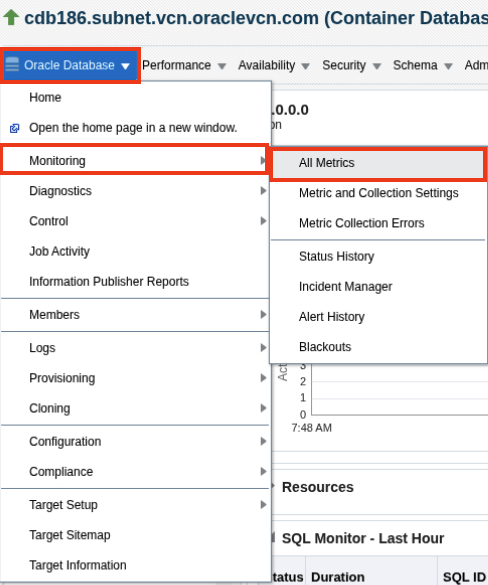 cdb186.subnet.vcn.oraclevcn.com (Container Databas
Oracle Database Performance Availability Security Schema Adm
Home
.0.0.0
Open the home page in a new window.
on
Monitoring
All Metrics
Diagnostics
Metric and Collection Settings
Control
Metric Collection Errors
Job Activity
Status History
Information Publisher Reports
Incident Manager
Members
Alert History
Logs
Blackouts
Provisioning
Act
3
2
1
0
Cloning
7:48 AM
Configuration
Compliance
Resources
Target Setup
Target Sitemap
SQL Monitor - Last Hour
Target Information
tatus Duration SQL ID